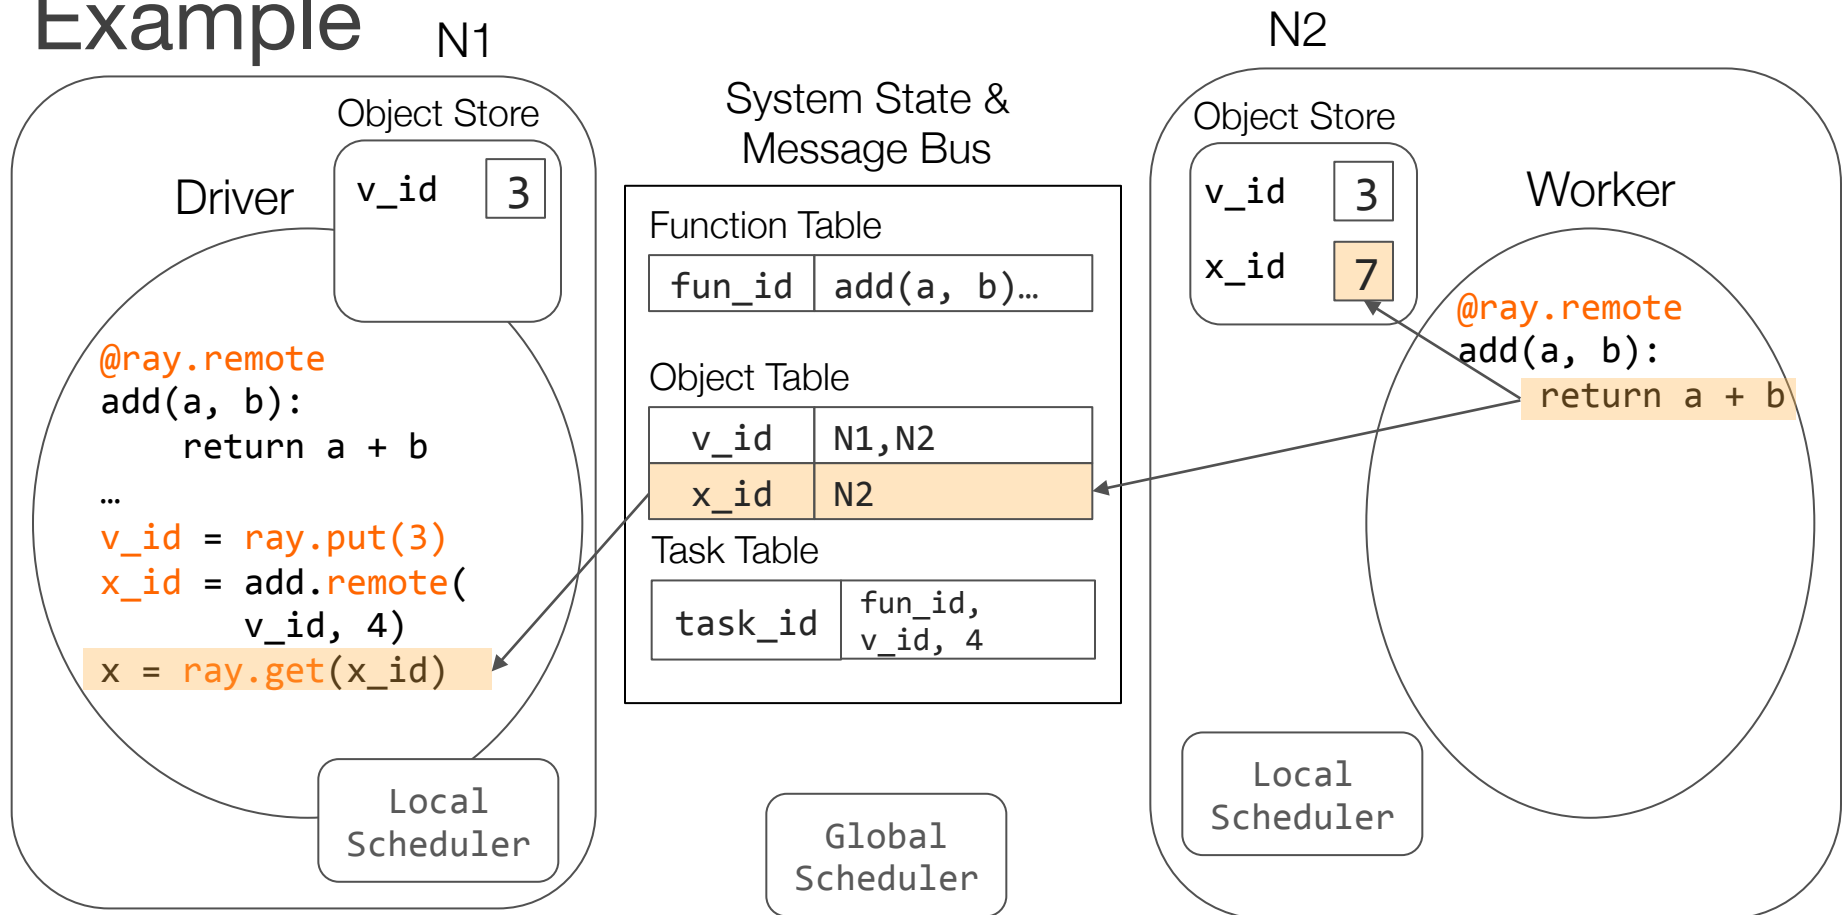 Example
N1
N2
Object Store
v_id 3
Driver
@ray.remote
add(a, b):
return a + b
…
v_id = ray.put(3)
x_id = add.remote(
v_id, 4)
x = ray.get(x_id)
Local
Scheduler
System State &
Message Bus
Function Table
fun_id add(a, b)…
Object Table
v_id N1,N2
x_id N2
Task Table
task_id fun_id,
v_id, 4
Global
Scheduler
Object Store
v_id 3
x_id 7
Worker
@ray.remote
add(a, b):
return a + b
Local
Scheduler